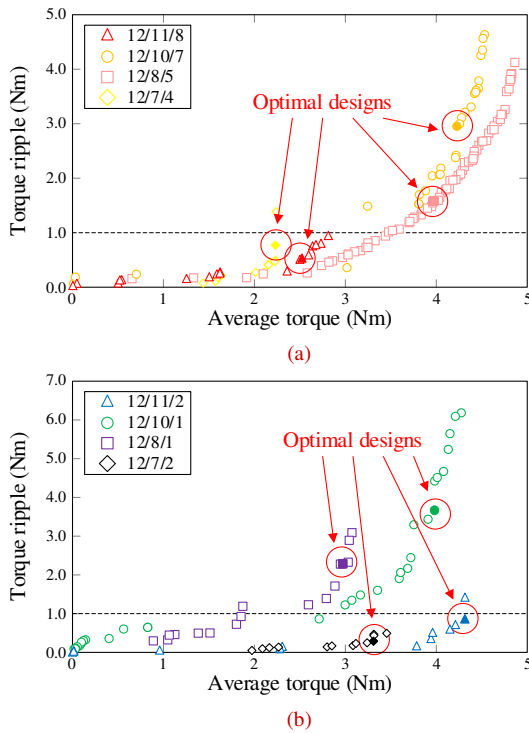 5.0
4.0
3.0
2.0
1.0
0.0
Torque ripple (Nm)
12/11/8
12/10/7
12/8/5
12/7/4
Optimal designs
0 1 2 3 4 5
Average torque (Nm)
(a)
7.0
6.0
5.0
4.0
3.0
2.0
1.0
0.0
Torque ripple (Nm)
12/11/2
12/10/1
12/8/1
12/7/2
Optimal designs
0 1 2 3 4 5
Average torque (Nm)
(b)